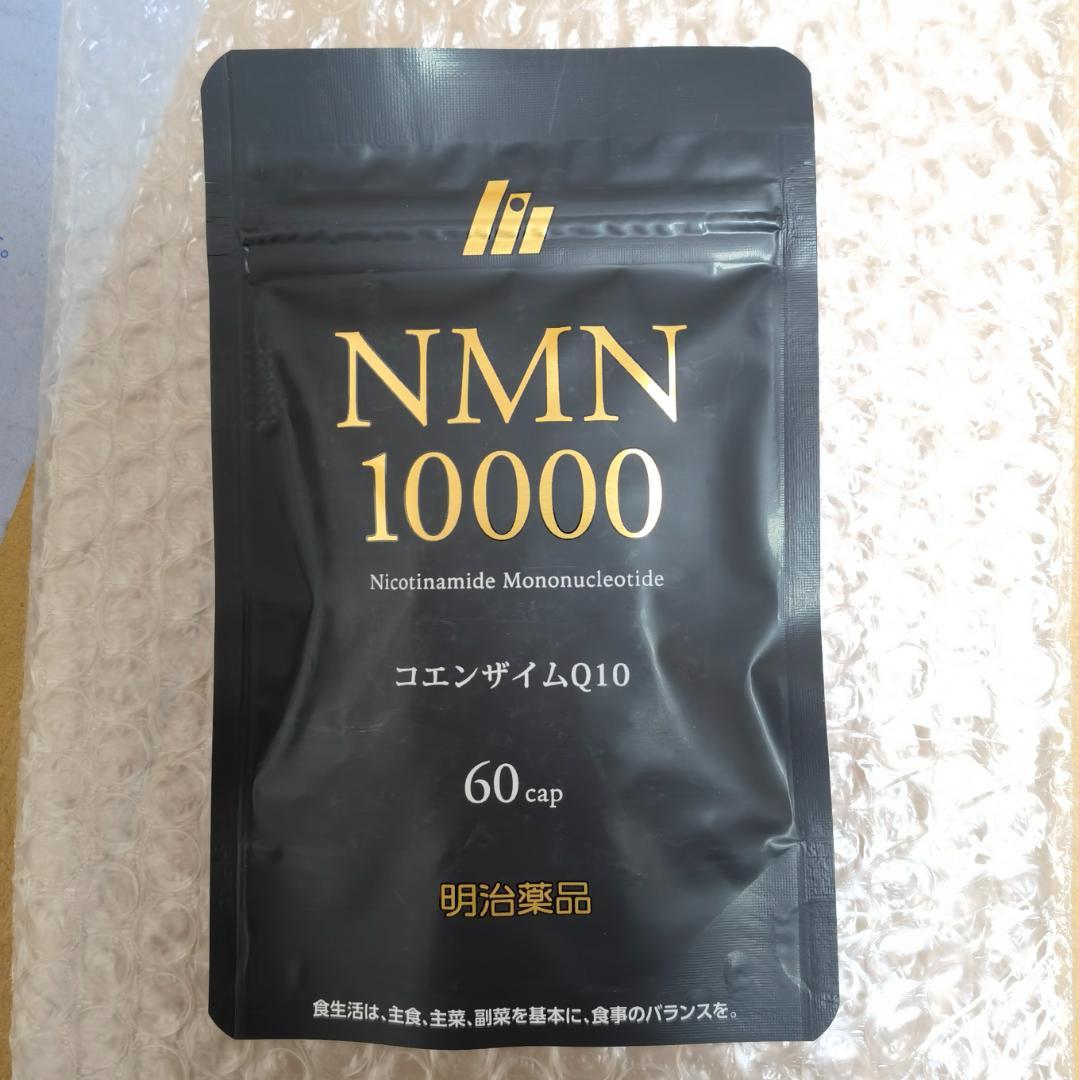 NMN
10000
Nicotinamide Mononucleotide
コエンザイムQ10
60 cap
明治薬品
食生活は、主食、主菜、副菜を基本に、食事のバランスを。